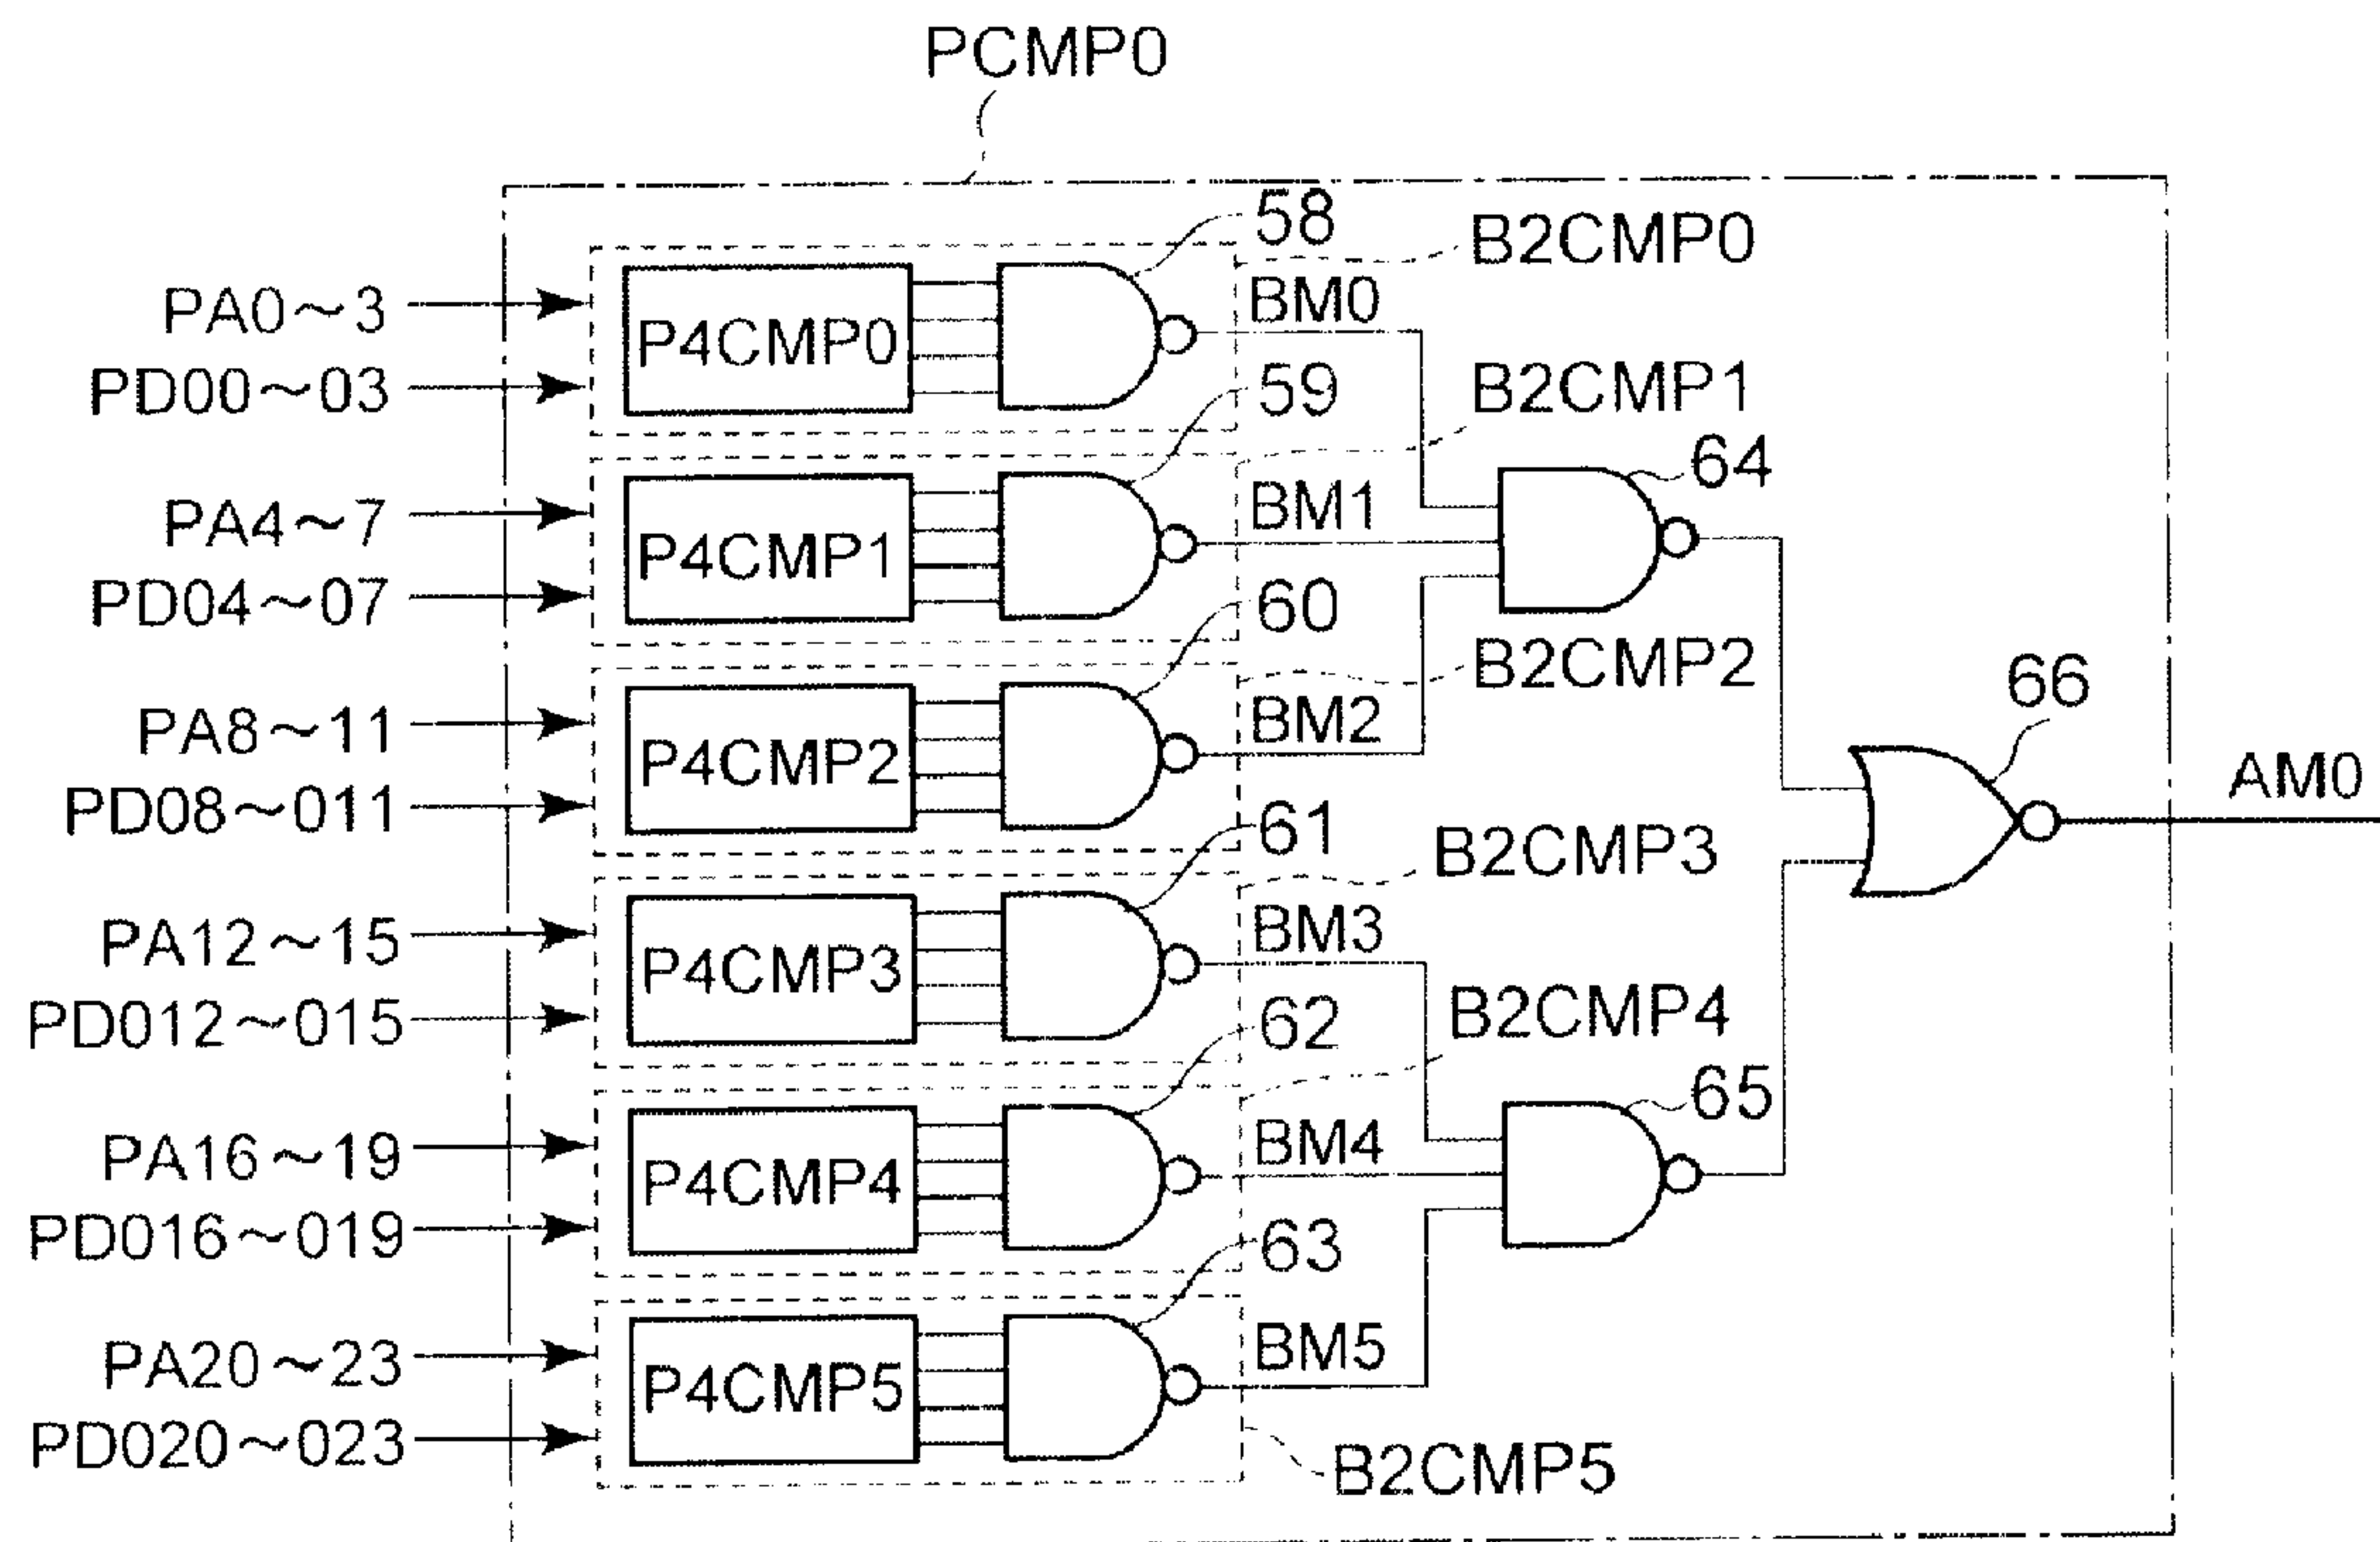 PCMP0
58
B2CMP0
PA0~3
P4CMP0
BM0
PD00~03
59
B2CMP1
64
PA4~7
P4CMP1
BM1
PD04~07
60
B2CMP2
66
PA8~11
P4CMP2
BM2
PD08~011
61
B2CMP3
AM0
PA12~15
P4CMP3
BM3
PD012~015
62
B2CMP4
65
PA16~19
P4CMP4
BM4
PD016~019
63
PA20~23
P4CMP5
BM5
PD020~023
B2CMP5